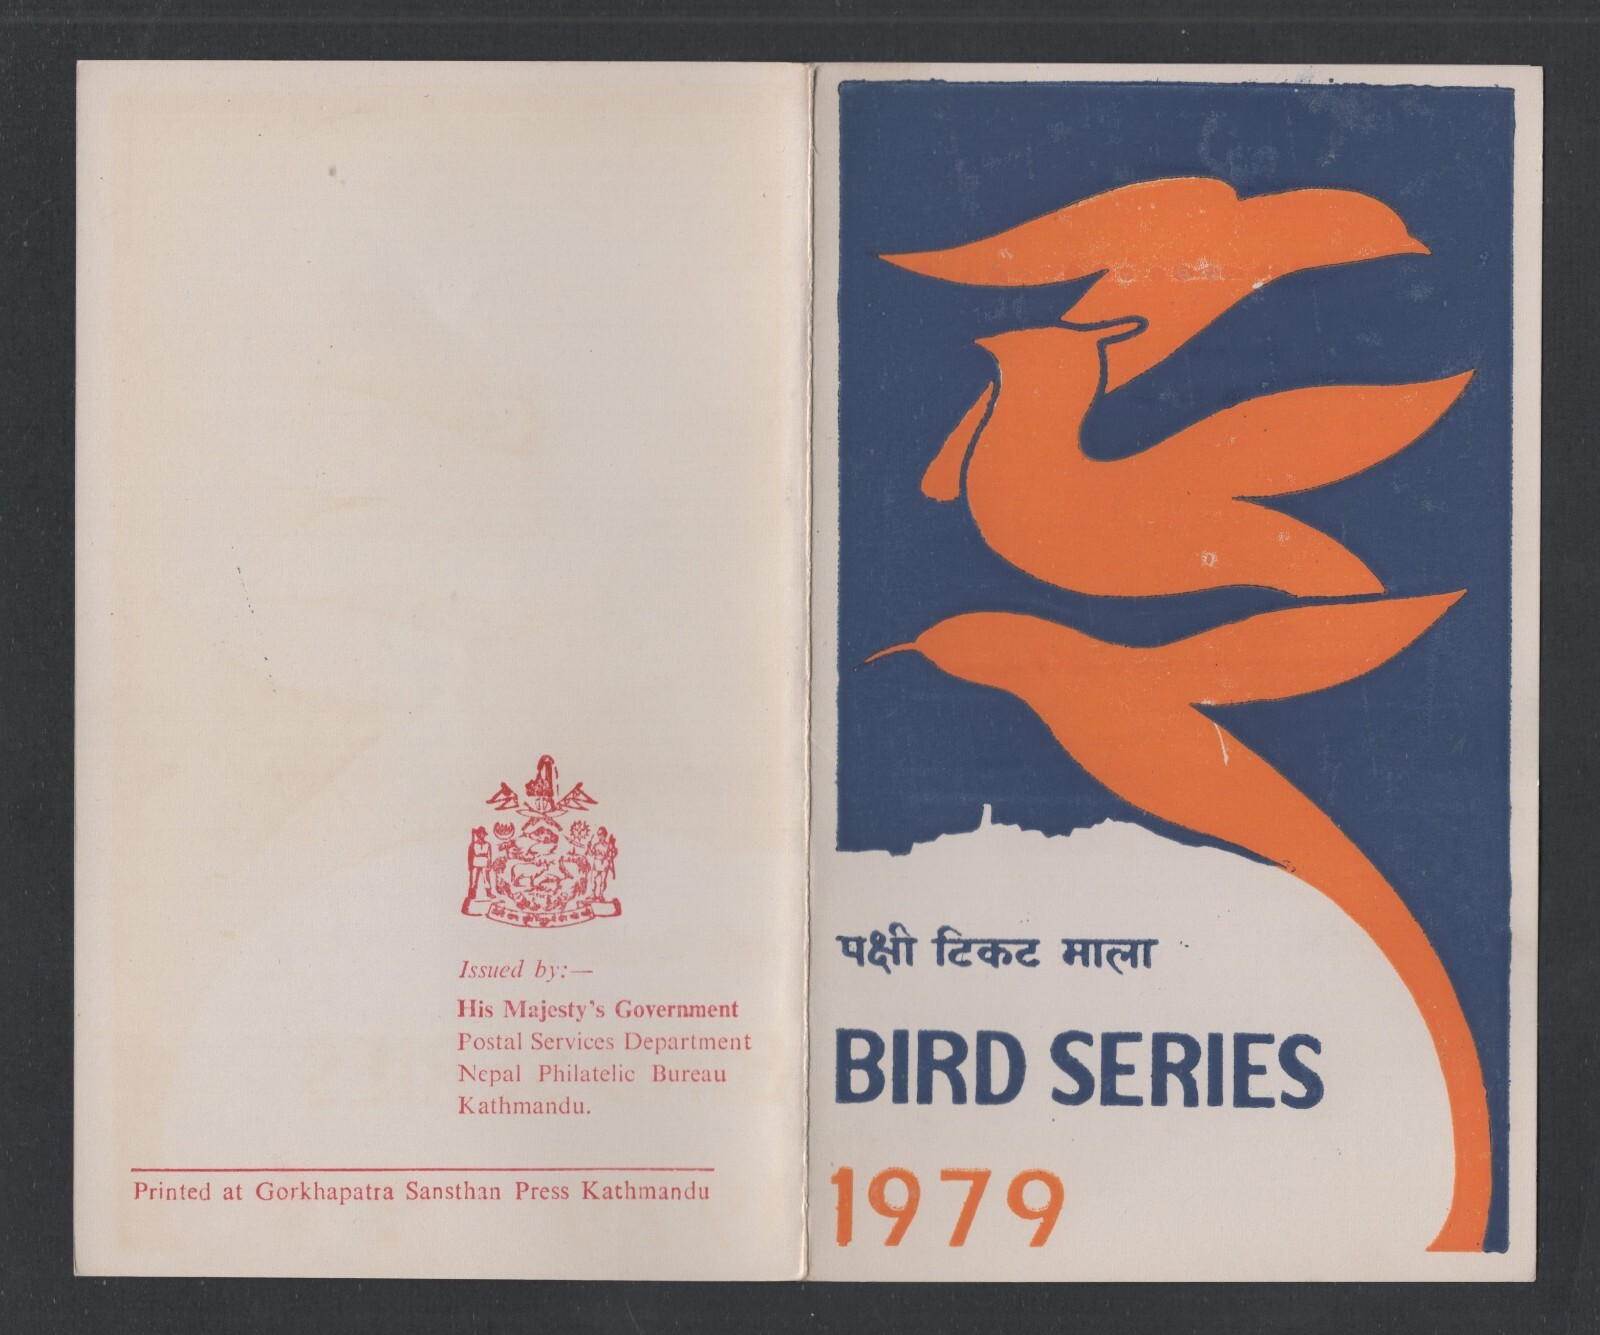 Issued by:—
His Majesty's Government
Postal Services Department
Nepal Philatelic Bureau
Kathmandu.
Printed at Gorkhapatra Sansthan Press Kathmandu
पक्षी टिकट माला
BIRD SERIES
1979